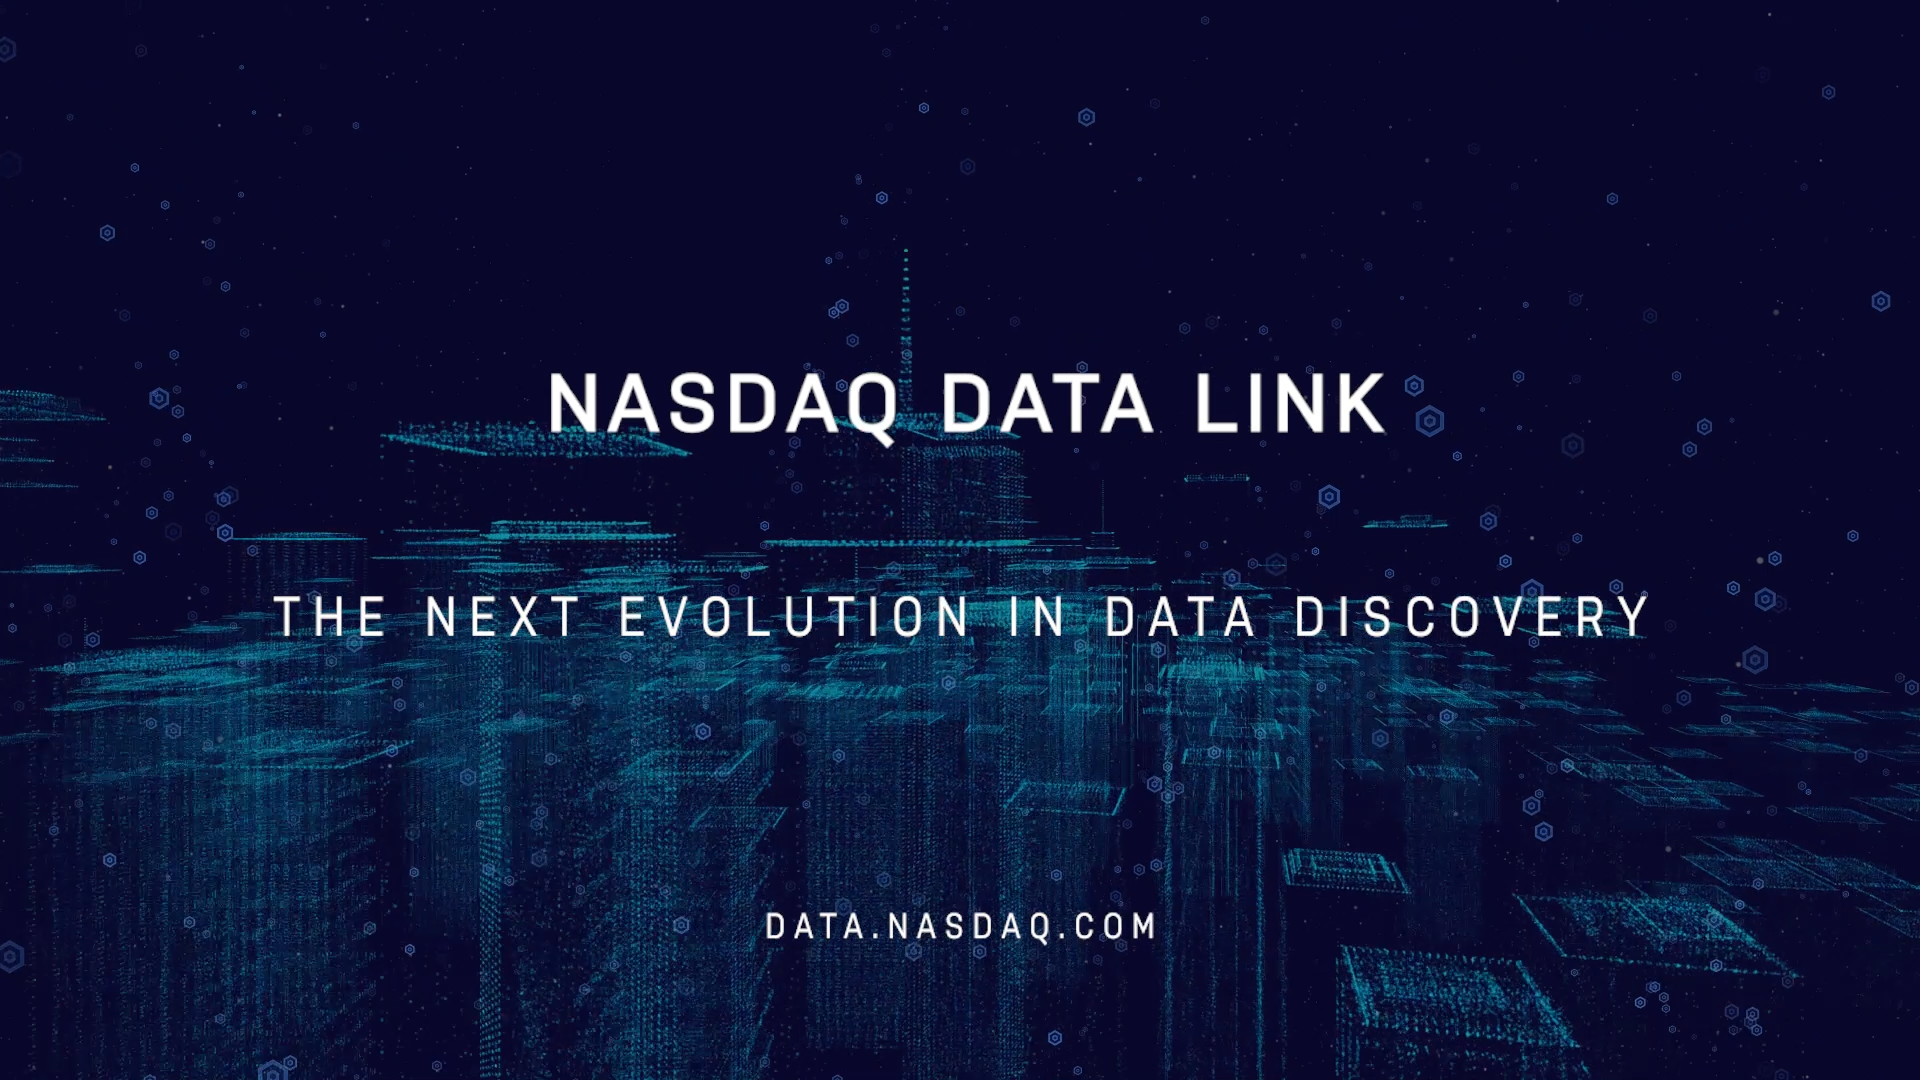 NASDAQ DATA LINK
THE NEXT EVOLUTION IN DATA DISCOVERY
DATA.NASDAQ.COM